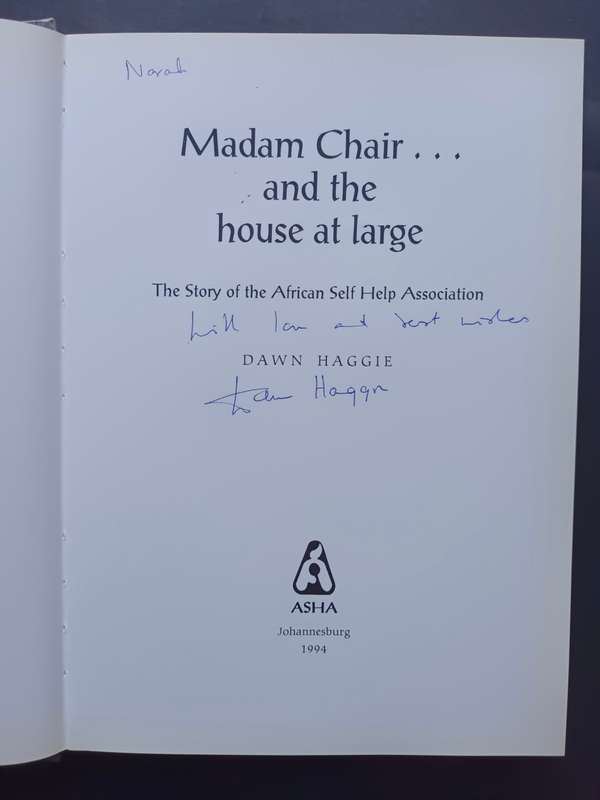 Norah
Madam Chair . . .
and the
house at large
The Story of the African Self Help Association
with love and best wishes
DAWN HAGGIE
Dawn Haggie
ASHA
Johannesburg
1994